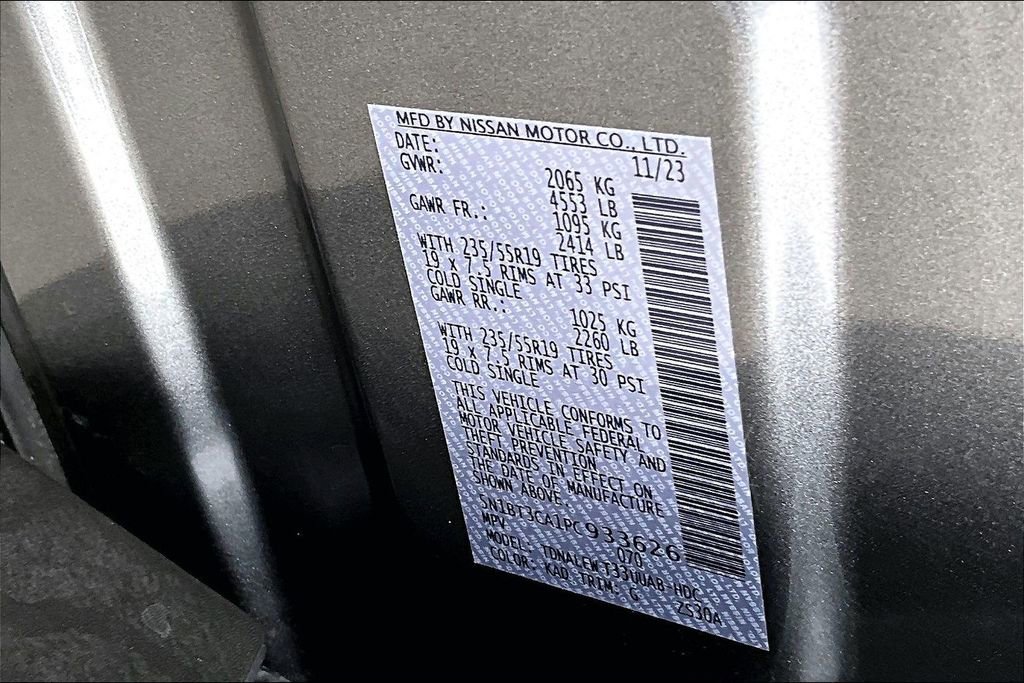 MFD BY NISSAN MOTOR CO., LTD.
DATE: 11/23
GVWR: 2065 KG
4553 LB
GAWR FR.: 1095 KG
2414 LB
WITH 235/55R19 TIRES
19 X 7.5 RIMS AT 33 PSI
COLD SINGLE
GAWR RR.: 1025 KG
2260 LB
WITH 235/55R19 TIRES
19 X 7.5 RIMS AT 30 PSI
COLD SINGLE
THIS VEHICLE CONFORMS TO
ALL APPLICABLE FEDERAL
MOTOR VEHICLE SAFETY AND
THEFT PREVENTION
STANDARDS IN EFFECT ON
THE DATE OF MANUFACTURE
SHOWN ABOVE.
5N1BT3CA1PC933626
MPV 070
MODEL: TDNALEWT33UUAB-HDC
COLOR: KAD TRIM: G ZS30A